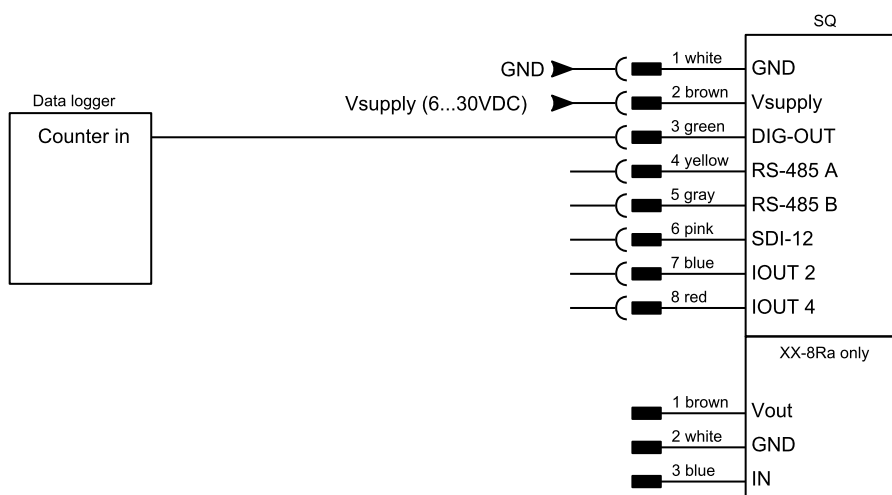 SQ
GND 1 white GND
Data logger
Vsupply (6...30VDC) 2 brown Vsupply
Counter in 3 green DIG-OUT
4 yellow RS-485 A
5 gray RS-485 B
6 pink SDI-12
7 blue IOUT 2
8 red IOUT 4
XX-8Ra only
1 brown Vout
2 white GND
3 blue IN